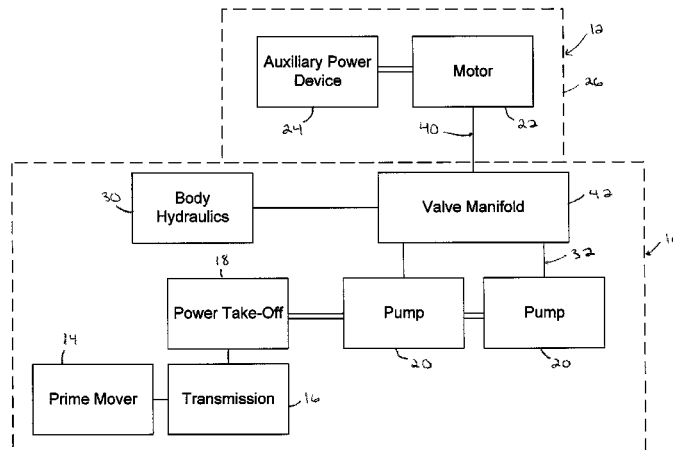 12
Auxiliary Power
Device
Motor
26
24
40
22
30
Body
Hydraulics
Valve Manifold
42
18
32
Power Take-Off
Pump
Pump
14
20
20
Prime Mover
Transmission
16